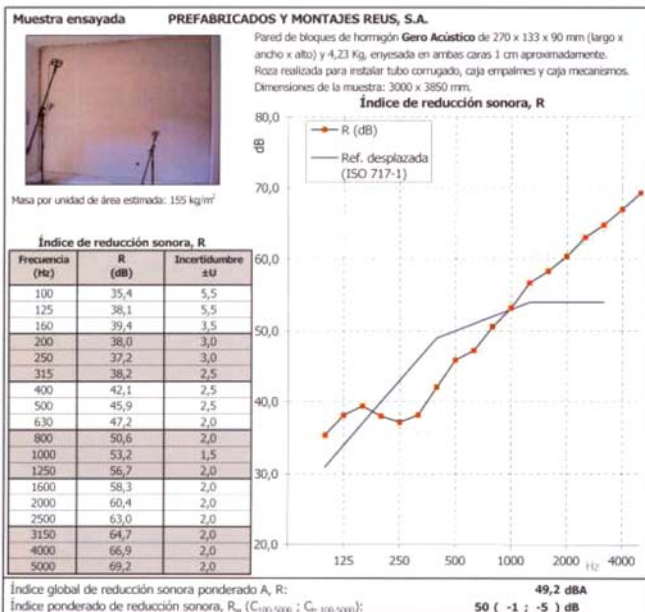 Muestra ensayada PREFABRICADOS Y MONTAJES REUS, S.A.
Pared de bloques de hormigón Gero Acústico de 270 x 133 x 90 mm (largo x
ancho x alto) y 4,23 Kg, enyesada en ambas caras 1 cm aproximadamente.
Roza realizada para instalar tubo corrugado, caja empalmes y caja mecanismos.
Dimensiones de la muestra: 3000 x 3850 mm.
Masa por unidad de área estimada: 155 kg/m²
Índice de reducción sonora, R
Frecuencia (Hz) R (dB) Incertidumbre ±U
100 35,4 5,5
125 38,1 5,5
160 39,4 3,5
200 38,0 3,0
250 37,2 3,0
315 38,2 2,5
400 42,1 2,5
500 45,9 2,5
630 47,2 2,0
800 50,6 2,0
1000 53,2 1,5
1250 56,7 2,0
1600 58,3 2,0
2000 60,4 2,0
2500 63,0 2,0
3150 64,7 2,0
4000 66,9 2,0
5000 69,2 2,0
Índice de reducción sonora, R
dB
80,0
70,0
60,0
50,0
40,0
30,0
20,0
R (dB)
Ref. desplazada
(ISO 717-1)
125 250 500 1000 2000 Hz 4000
Índice global de reducción sonora ponderado A, R: 49,2 dBA
Índice ponderado de reducción sonora, Rw (C100-5000 ; Ctr 100-5000): 50 ( -1 ; -5 ) dB